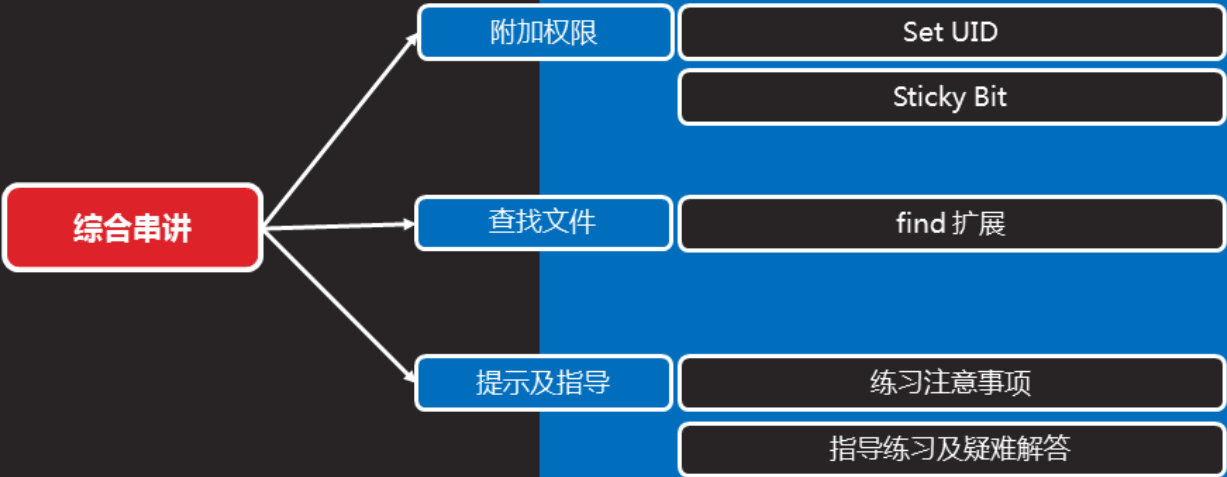 综合串讲
附加权限
Set UID
Sticky Bit
查找文件
find 扩展
提示及指导
练习注意事项
指导练习及疑难解答